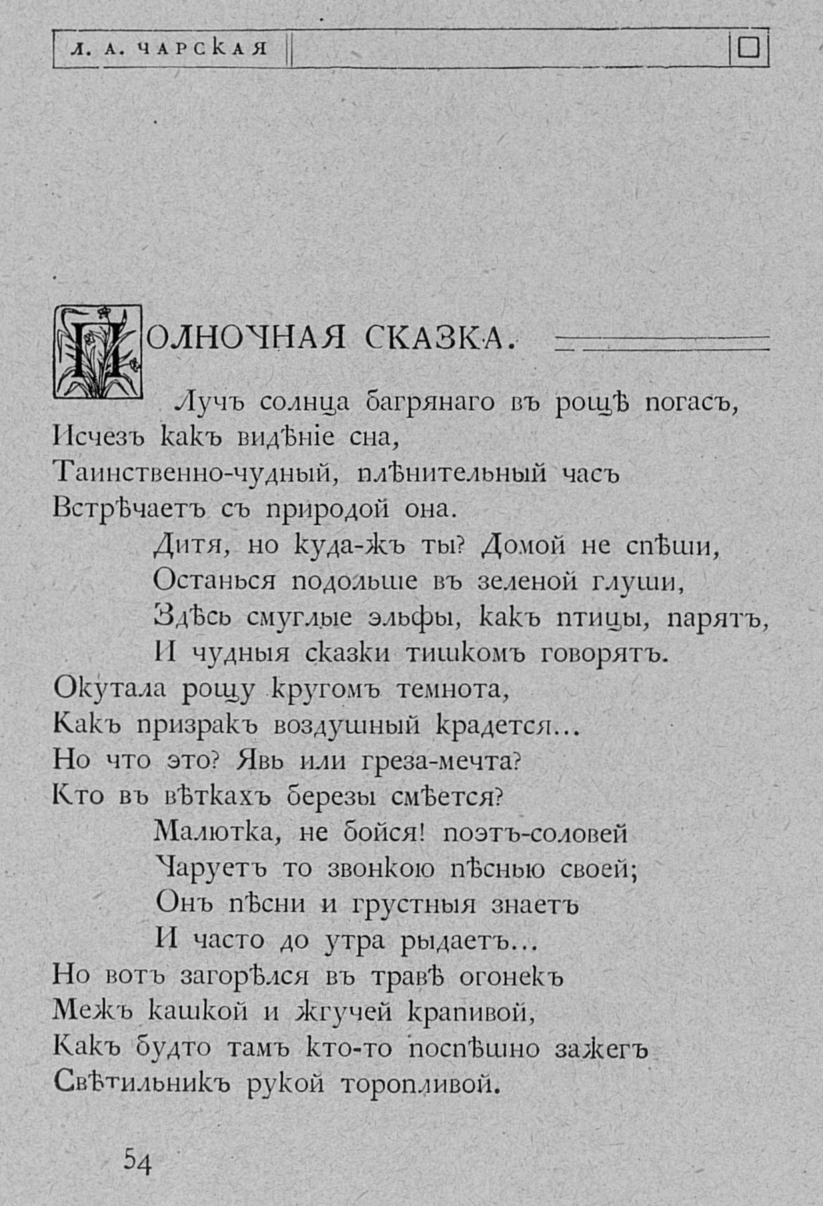 Л. А. ЧАРСКАЯ
ПОЛНОЧНАЯ СКАЗКА.
Лучъ солнца багрянаго въ рощѣ погасъ,
Исчезъ какъ видѣніе сна,
Таинственно-чудный, плѣнительный часъ
Встрѣчаетъ съ природой она.
Дитя, но куда-жъ ты? Домой не спѣши,
Останься подольше въ зеленой глуши,
Здѣсь смуглые эльфы, какъ птицы, парятъ,
И чудныя сказки тишкомъ говорятъ.
Окутала рощу кругомъ темнота,
Какъ призракъ воздушный крадется...
Но что это? Явь или греза-мечта?
Кто въ вѣткахъ березы смѣется?
Малютка, не бойся! поэтъ-соловей
Чаруетъ то звонкою пѣснью своей;
Онъ пѣсни и грустныя знаетъ
И часто до утра рыдаетъ...
Но вотъ загорѣлся въ травѣ огонекъ
Межъ кашкой и жгучей крапивой,
Какъ будто тамъ кто-то поспѣшно зажегъ
Свѣтильникъ рукой торопливой.
54